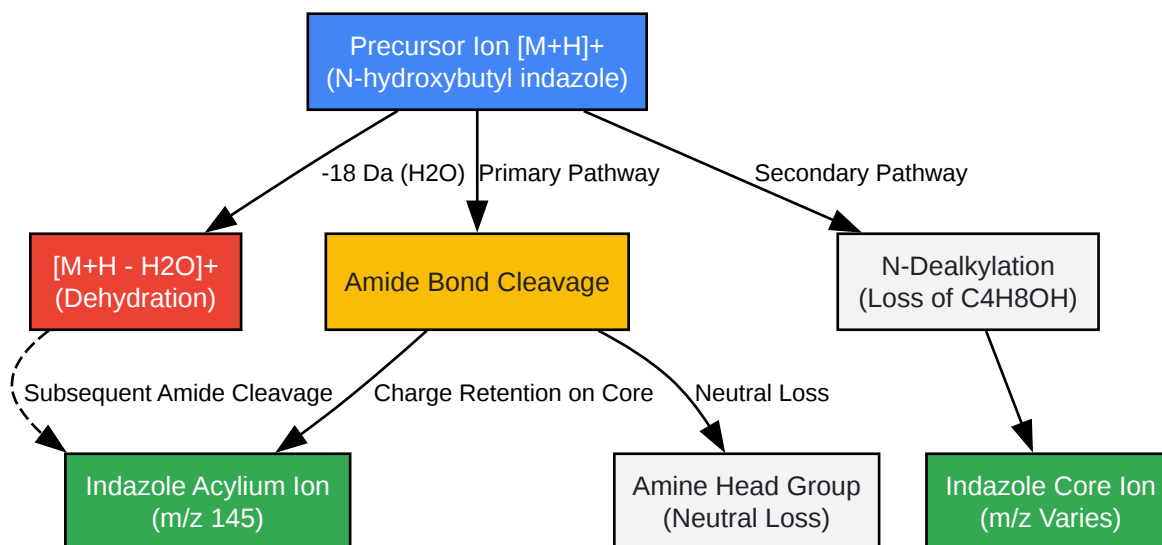 Precursor Ion [M+H]+
(N-hydroxybutyl indazole)
-18 Da (H2O)
Primary Pathway
Secondary Pathway
[M+H - H2O]+
(Dehydration)
Amide Bond Cleavage
N-Dealkylation
(Loss of C4H8OH)
Subsequent Amide Cleavage
Charge Retention on Core
Neutral Loss
Indazole Acylium Ion
(m/z 145)
Amine Head Group
(Neutral Loss)
Indazole Core Ion
(m/z Varies)